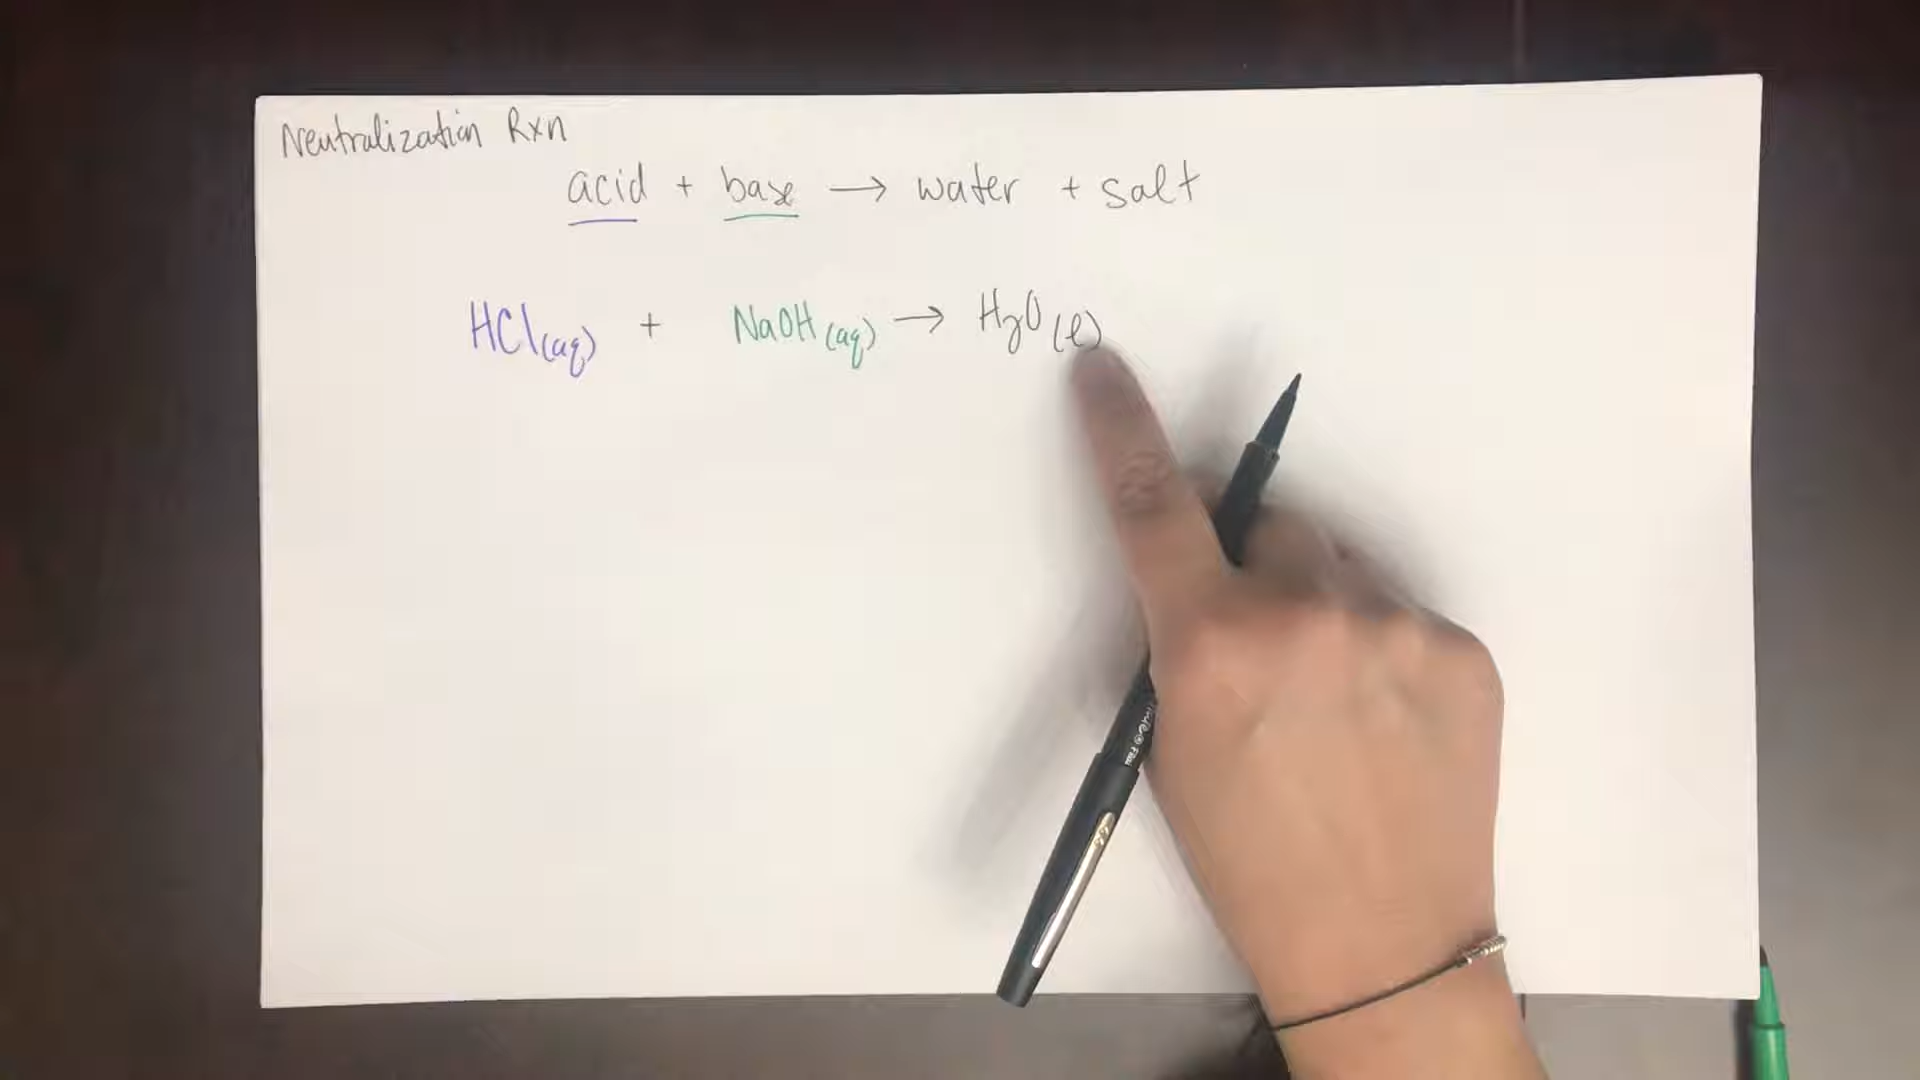 Neutralization Rxn
acid + base → water + salt
HCl(aq) + NaOH(aq) → H2O(l)